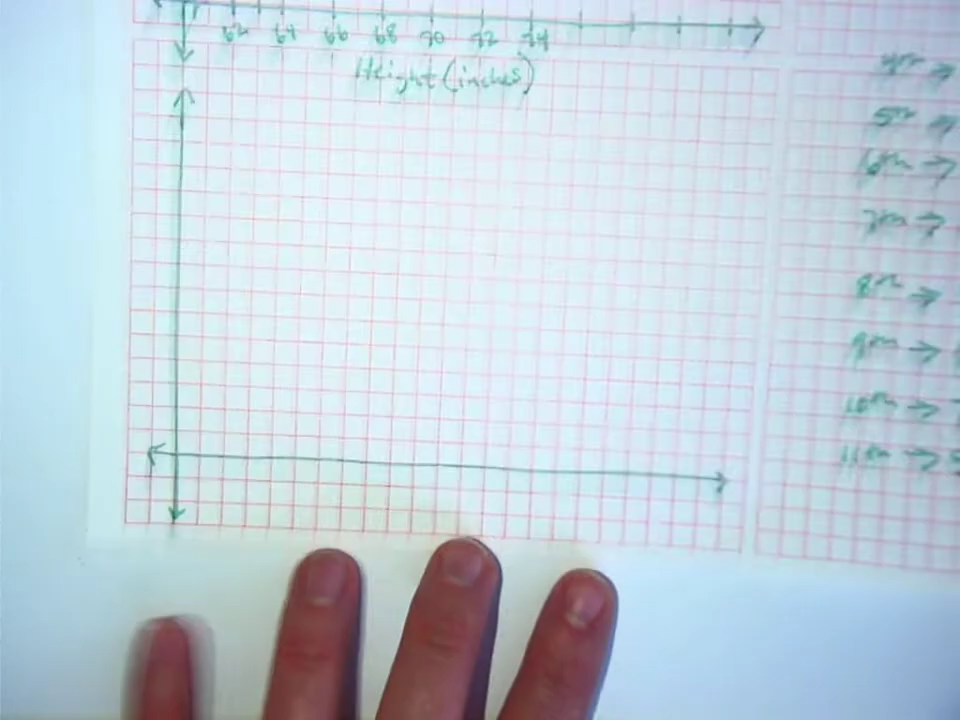 62 64 66 68 70 72 74
Height (inches)
4th →
5th →
6th →
7th →
8th →
9th →
10th →
11th →